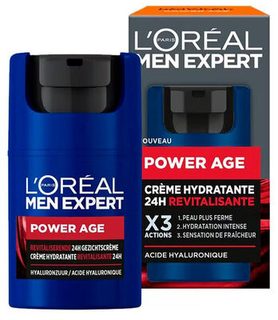 L'ORÉAL
PARIS
MEN EXPERT
POWER AGE
REVITALISERENDE 24H GEZICHTSCRÈME
CRÈME HYDRATANTE REVITALISANTE 24H
HYALURONZUUR / ACIDE HYALURONIQUE
L'ORÉAL
PARIS
MEN EXPERT
NOUVEAU
POWER AGE
CRÈME HYDRATANTE
24H REVITALISANTE
X3
ACTIONS
1. PEAU PLUS FERME
2. HYDRATATION INTENSE
3. SENSATION DE FRAÎCHEUR
ACIDE HYALURONIQUE